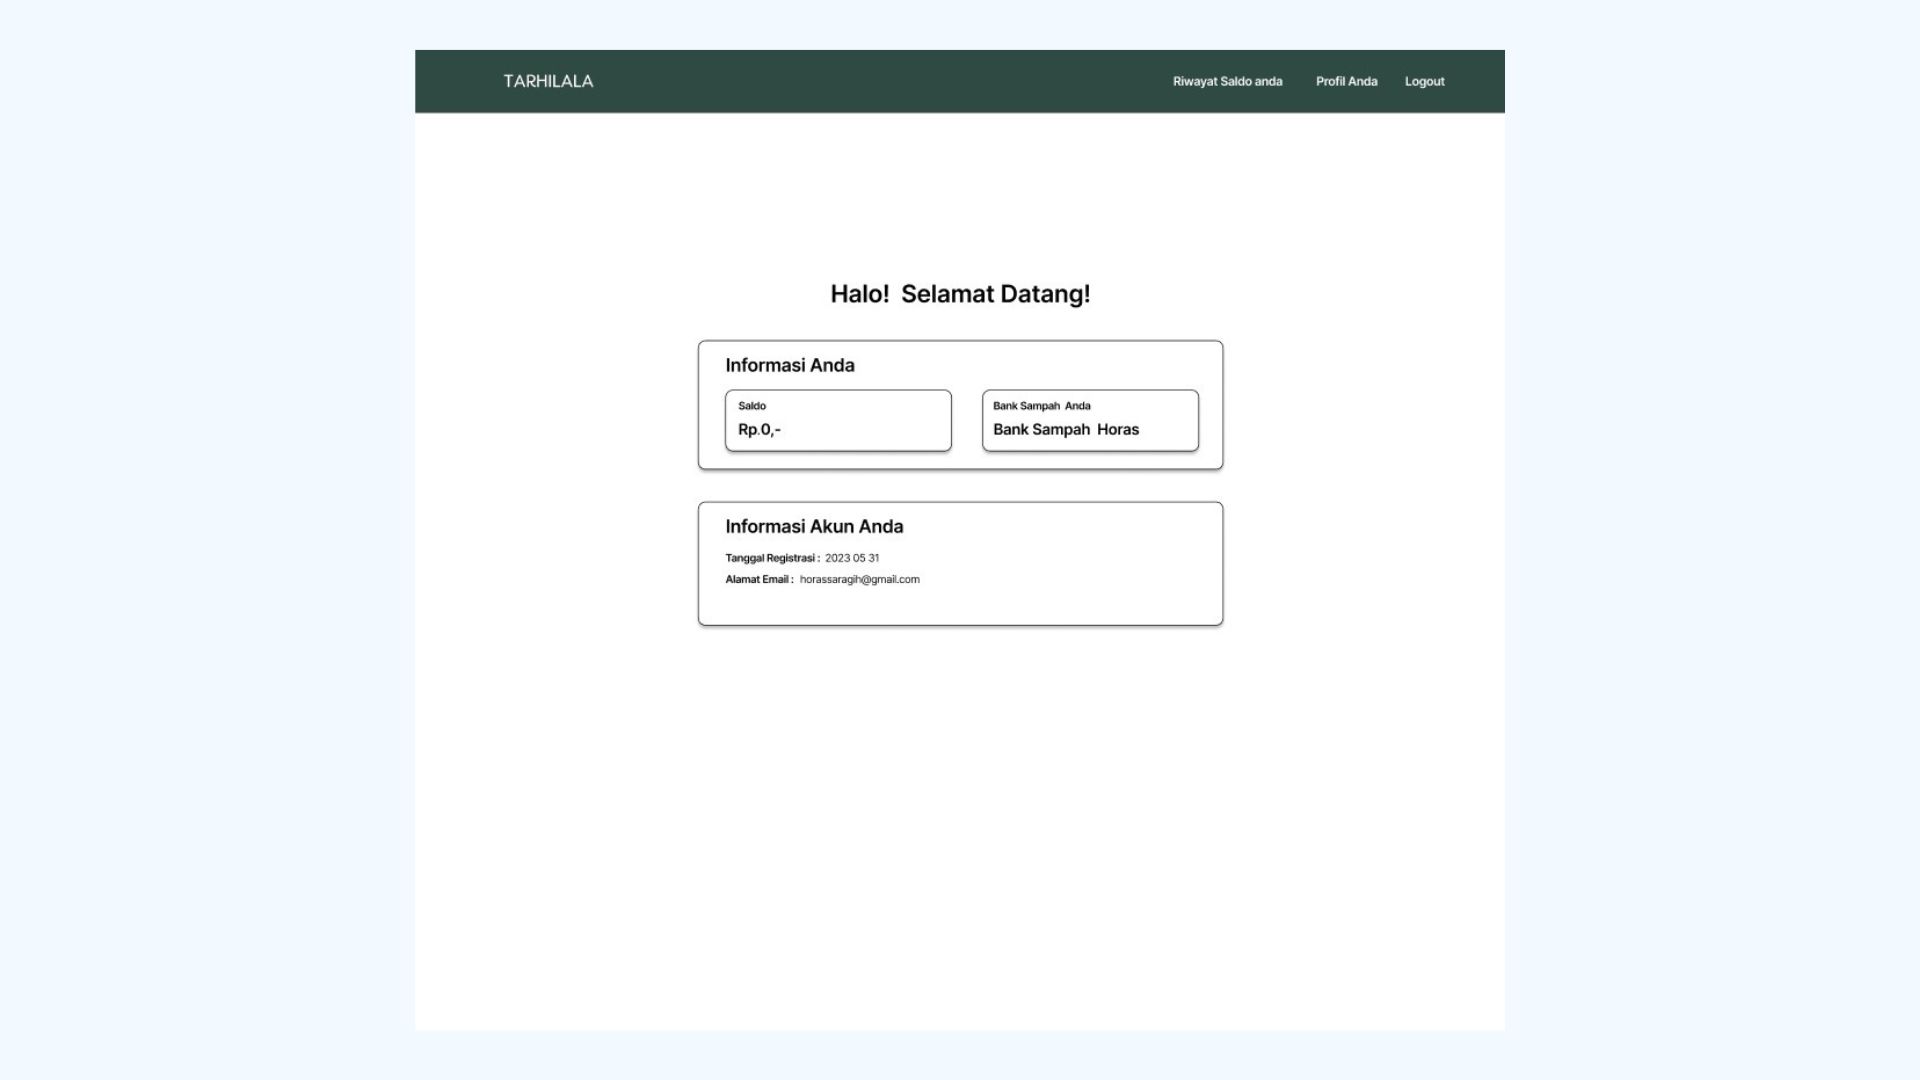 TARHILALA
Riwayat Saldo anda Profil Anda Logout
Halo! Selamat Datang!
Informasi Anda
Saldo
Rp.0,-
Bank Sampah Anda
Bank Sampah Horas
Informasi Akun Anda
Tanggal Registrasi : 2023 05 31
Alamat Email : horassaragih@gmail.com